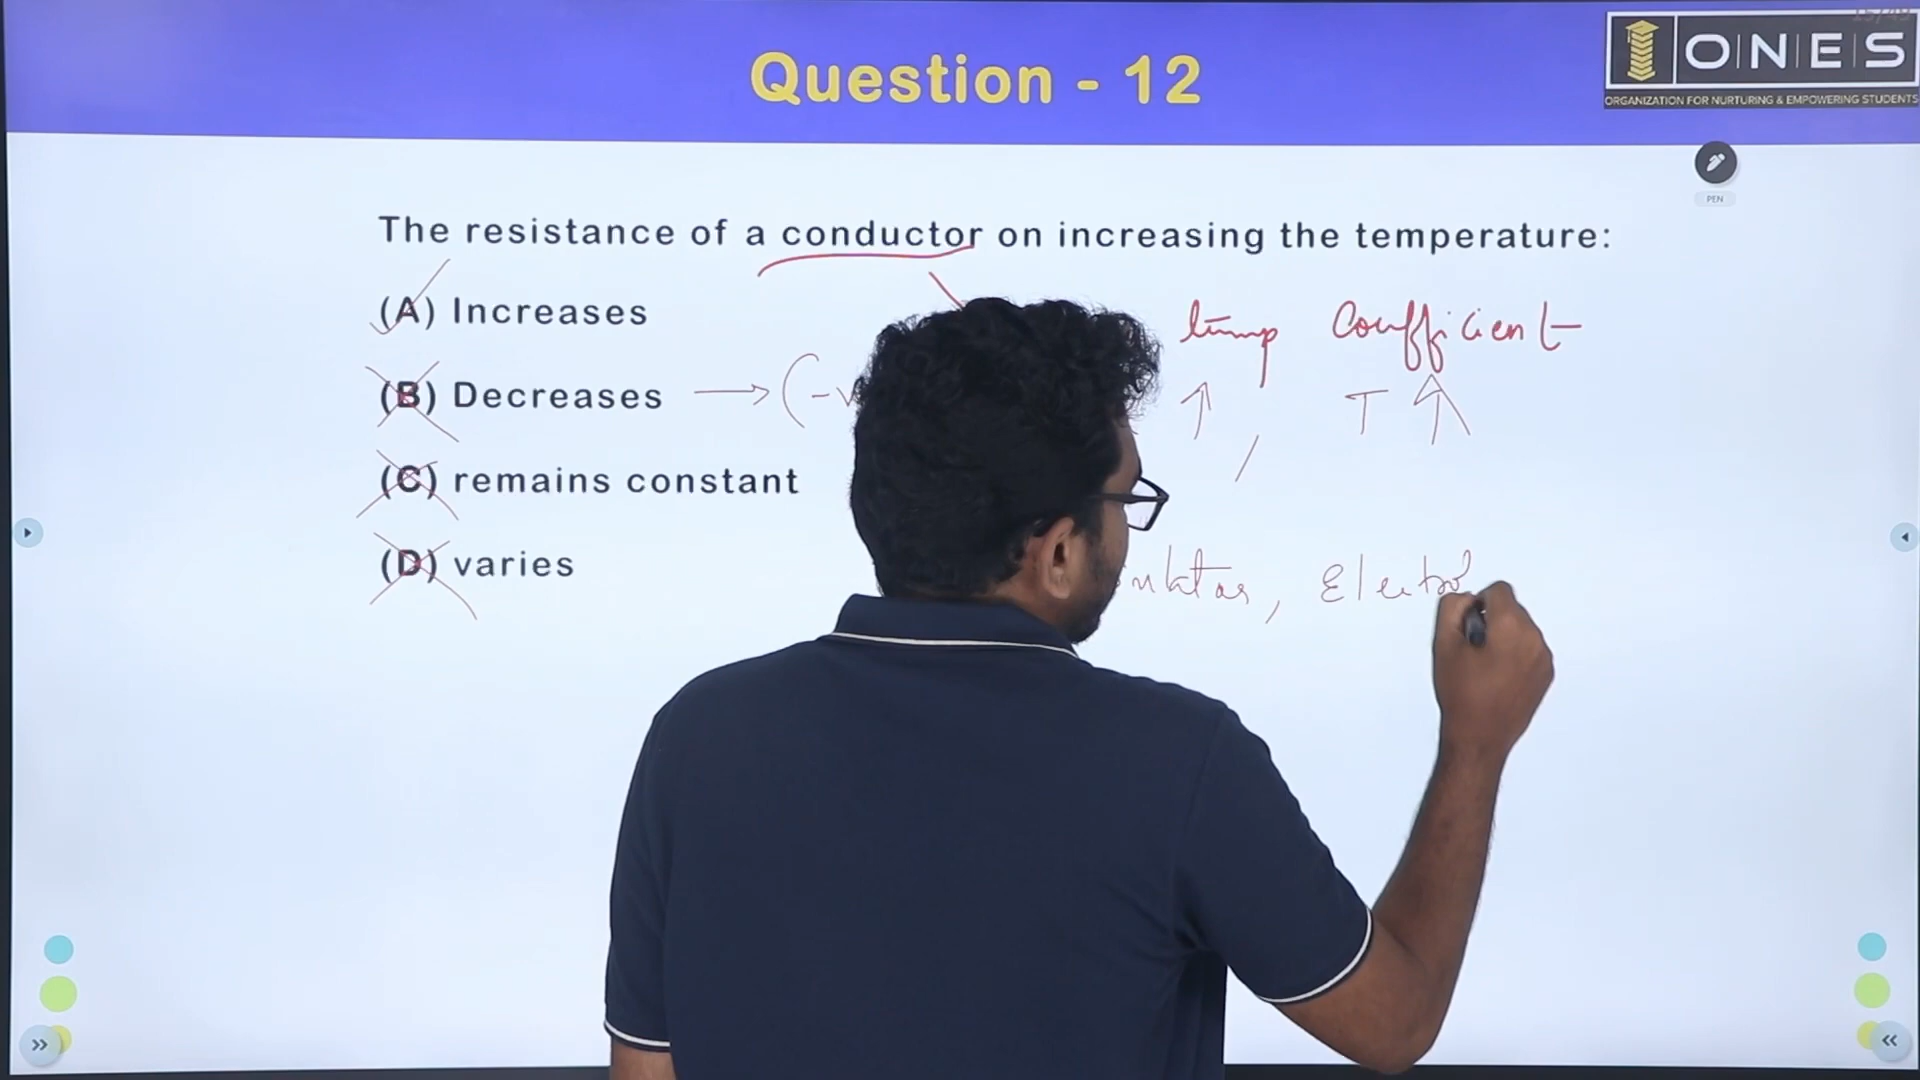 Question - 12
ONES
ORGANIZATION FOR NURTURING & EMPOWERING STUDENTS
PEN
The resistance of a conductor on increasing the temperature:
(A) Increases
temp Coefficient
(B) Decreases → (-v
↑ T ↑
(C) remains constant
(D) varies
, Electro